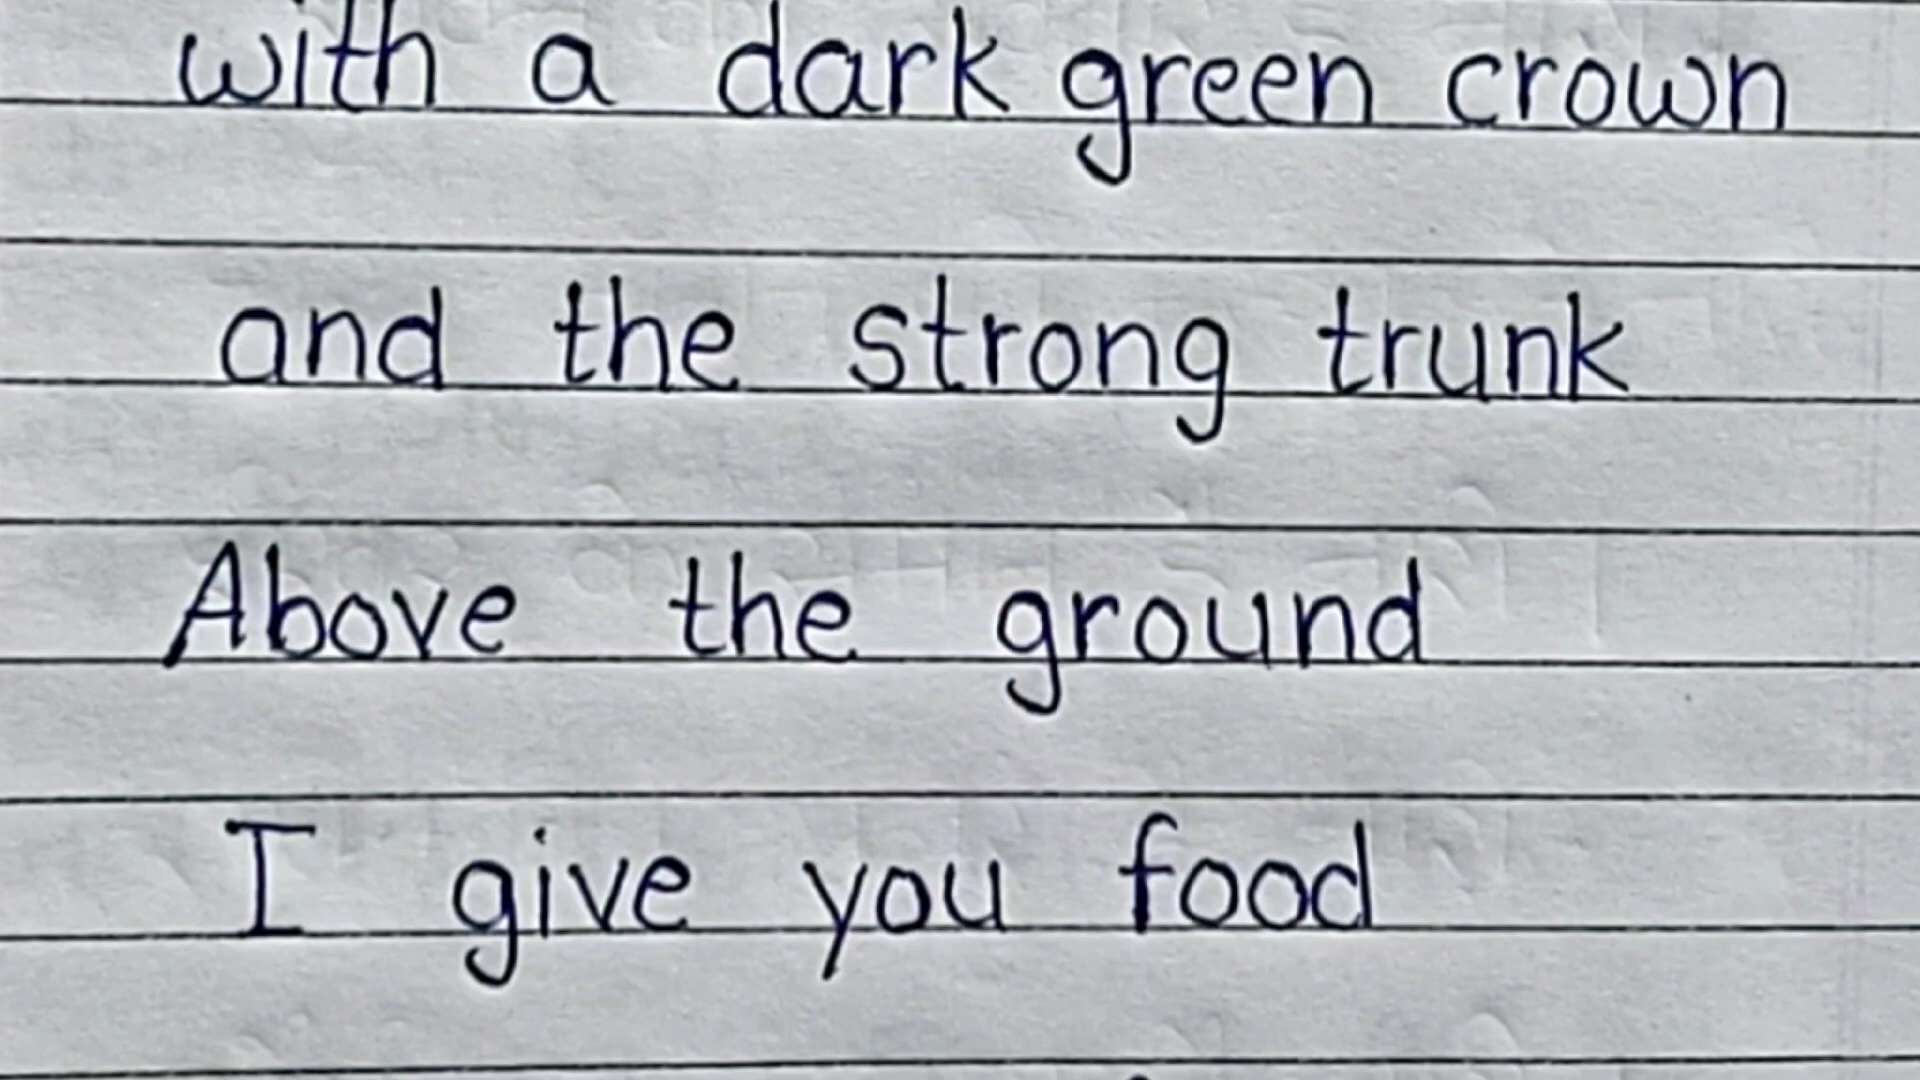 with a dark green crown
and the strong trunk
Above the ground
I give you food